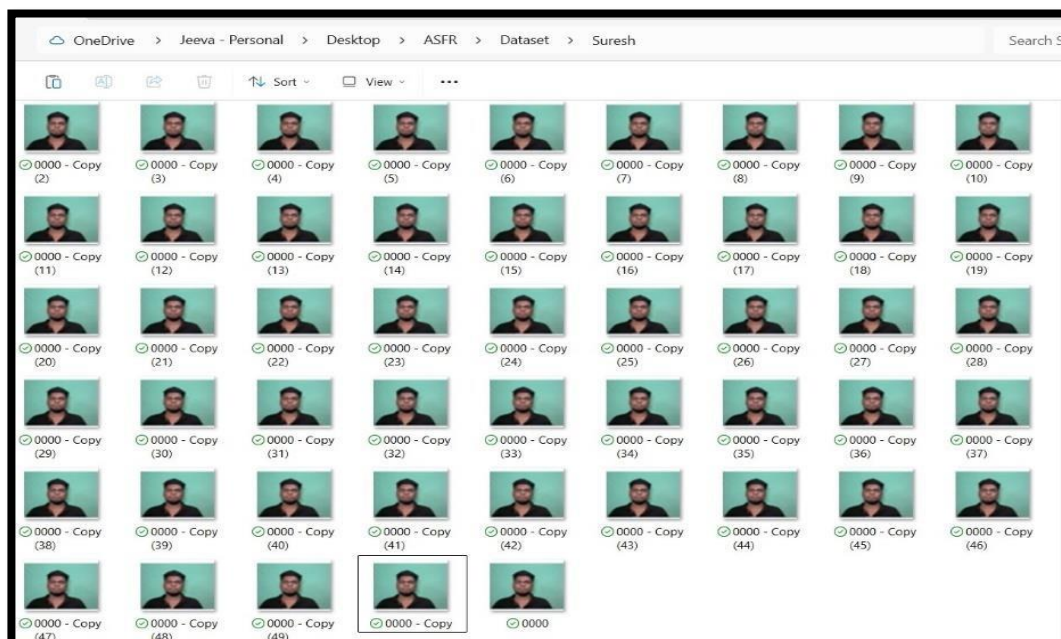 OneDrive > Jeeva - Personal > Desktop > ASFR > Dataset > Suresh Search S
Sort View ...
0000 - Copy 0000 - Copy 0000 - Copy 0000 - Copy 0000 - Copy 0000 - Copy 0000 - Copy 0000 - Copy 0000 - Copy
(2) (3) (4) (5) (6) (7) (8) (9) (10)
0000 - Copy 0000 - Copy 0000 - Copy 0000 - Copy 0000 - Copy 0000 - Copy 0000 - Copy 0000 - Copy 0000 - Copy
(11) (12) (13) (14) (15) (16) (17) (18) (19)
0000 - Copy 0000 - Copy 0000 - Copy 0000 - Copy 0000 - Copy 0000 - Copy 0000 - Copy 0000 - Copy 0000 - Copy
(20) (21) (22) (23) (24) (25) (26) (27) (28)
0000 - Copy 0000 - Copy 0000 - Copy 0000 - Copy 0000 - Copy 0000 - Copy 0000 - Copy 0000 - Copy 0000 - Copy
(29) (30) (31) (32) (33) (34) (35) (36) (37)
0000 - Copy 0000 - Copy 0000 - Copy 0000 - Copy 0000 - Copy 0000 - Copy 0000 - Copy 0000 - Copy 0000 - Copy
(38) (39) (40) (41) (42) (43) (44) (45) (46)
0000 - Copy 0000 - Copy 0000 - Copy 0000 - Copy 0000
(47) (48) (49)